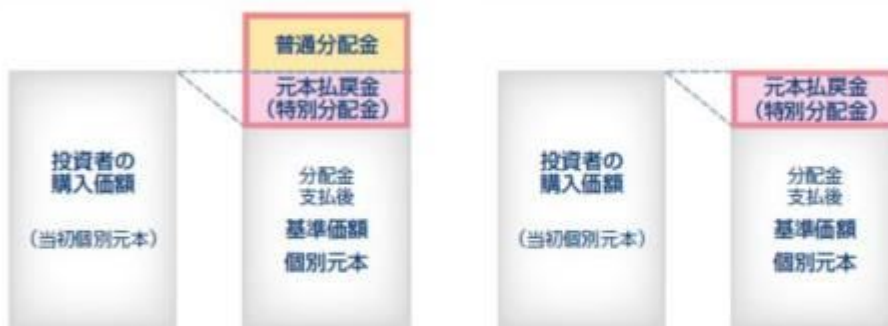 普通分配金
元本払戻金
(特別分配金)
投資者の
購入価額
(当初個別元本)
分配金
支払後
基準価額
個別元本
元本払戻金
(特別分配金)
投資者の
購入価額
(当初個別元本)
分配金
支払後
基準価額
個別元本